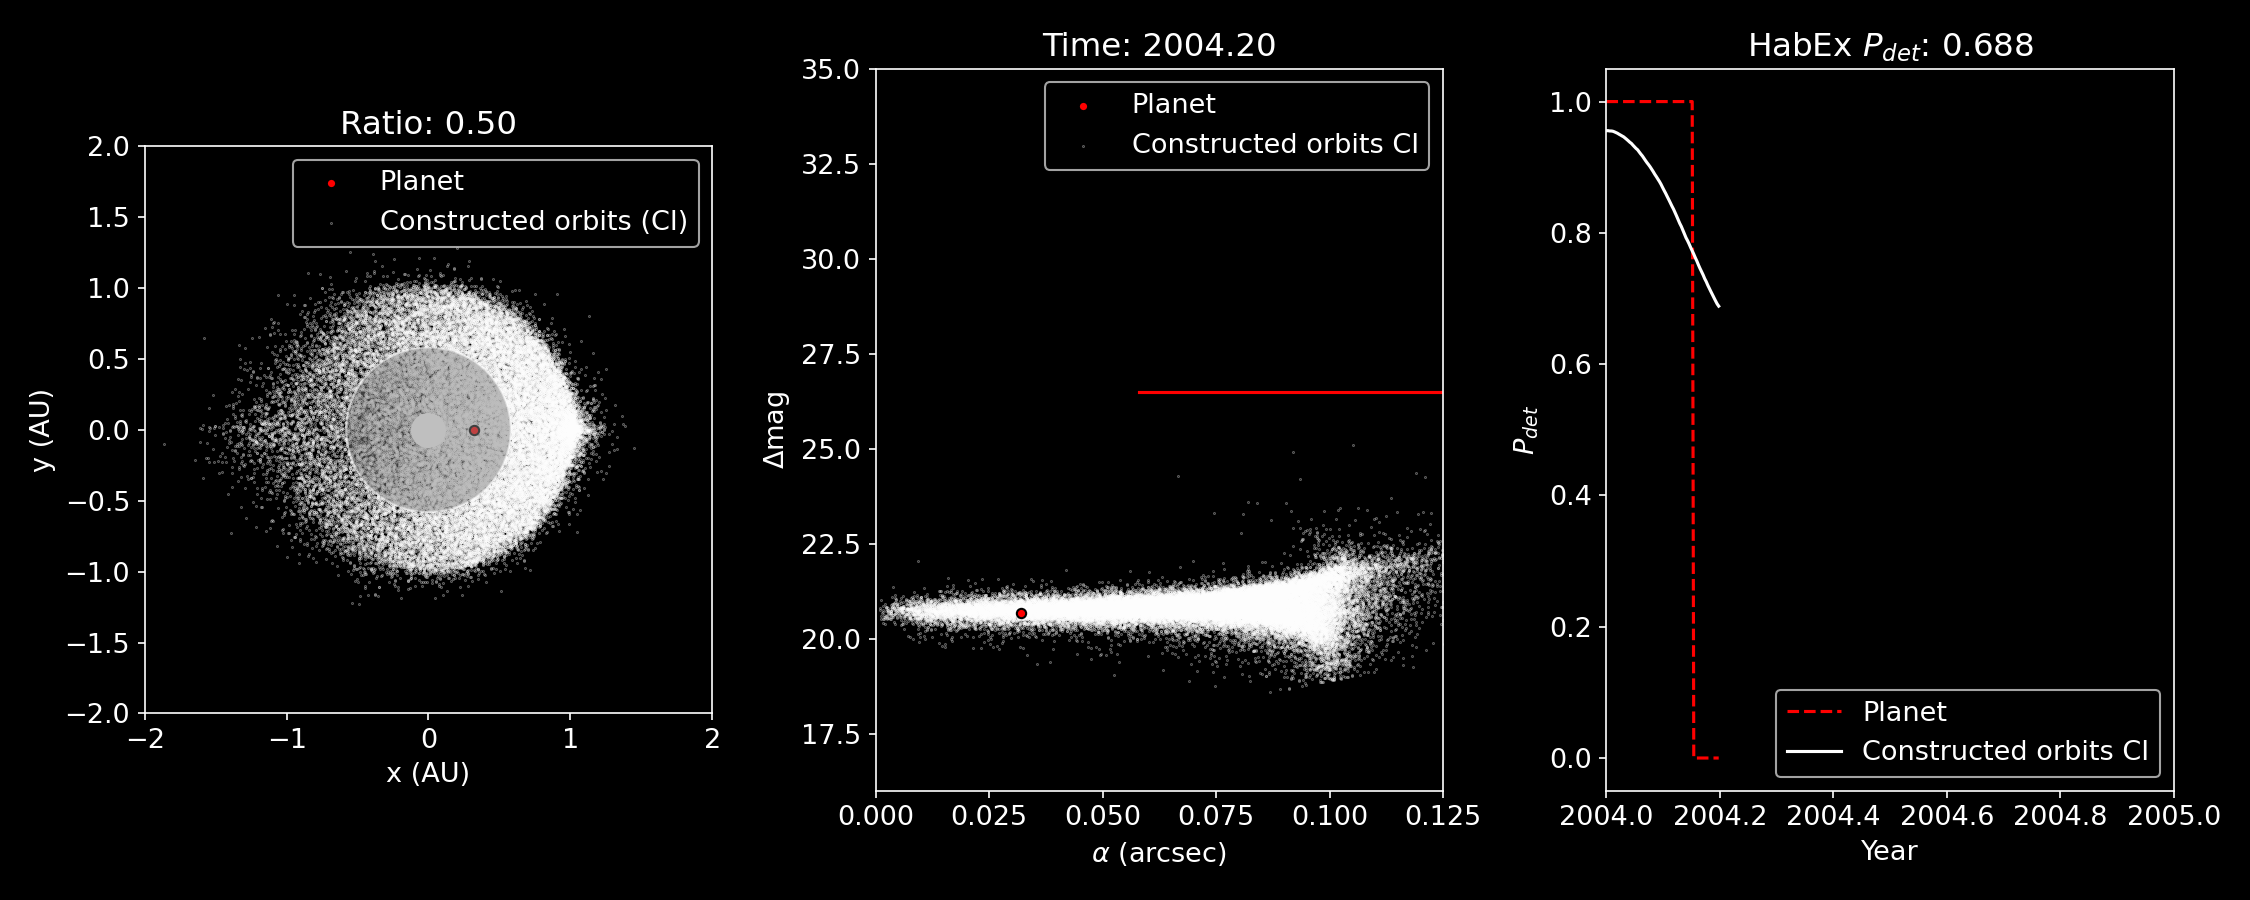 Ratio: 0.50
Planet
Constructed orbits (CI)
2.0
1.5
1.0
0.5
0.0
−0.5
−1.0
−1.5
−2.0
y (AU)
−2
−1
0
1
2
x (AU)
Time: 2004.20
Planet
Constructed orbits CI
35.0
32.5
30.0
27.5
25.0
22.5
20.0
17.5
Δmag
0.000
0.025
0.050
0.075
0.100
0.125
α (arcsec)
HabEx P_det: 0.688
1.0
0.8
0.6
0.4
0.2
0.0
P_det
Planet
Constructed orbits CI
2004.0
2004.2
2004.4
2004.6
2004.8
2005.0
Year